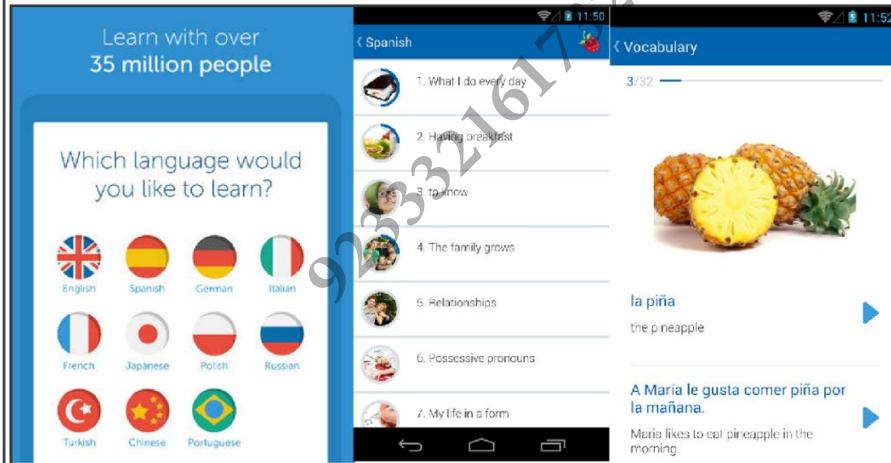 Learn with over
35 million people
Which language would
you like to learn?
English Spanish German Italian
French Japanese Polish Russian
Turkish Chinese Portuguese
11:50
Spanish
1. What I do every day
2. Having breakfast
3. to know
4. The family grows
5. Relationships
6. Possessive pronouns
7. My life in a form
11:52
Vocabulary
3/32
la piña
the pineapple
A María le gusta comer piña por
la mañana.
Maria likes to eat pineapple in the
morning.